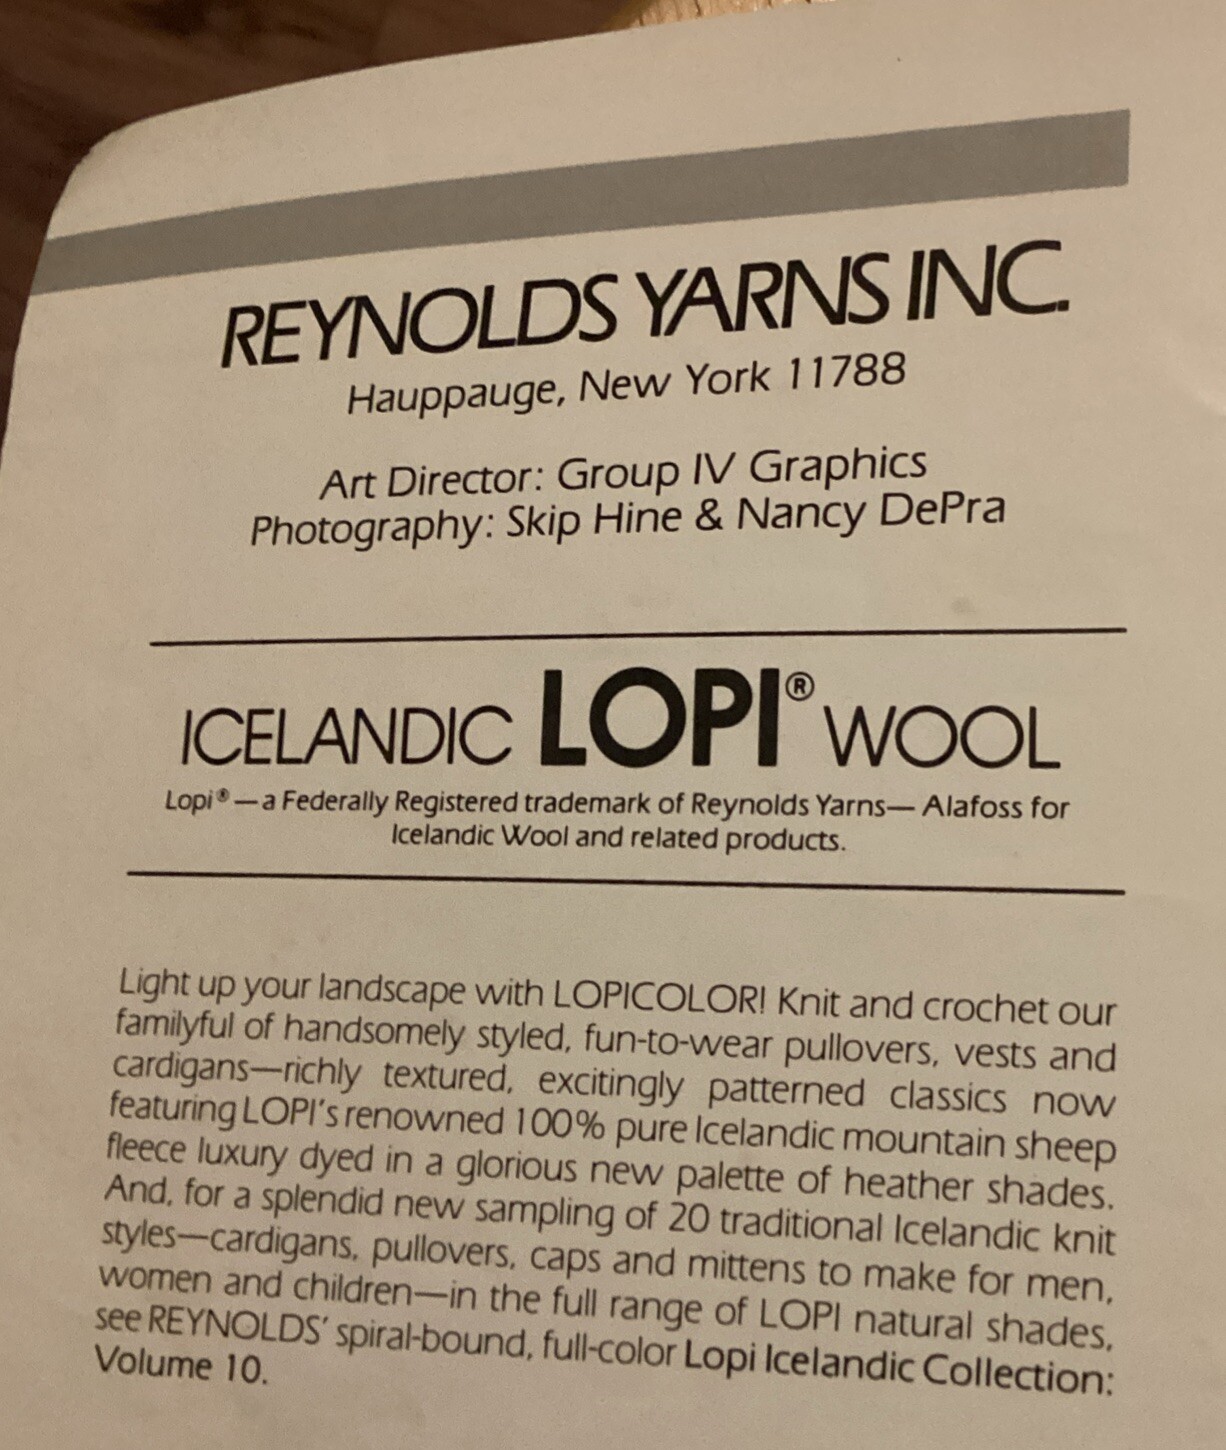 REYNOLDS YARNS INC.
Hauppauge, New York 11788
Art Director: Group IV Graphics
Photography: Skip Hine & Nancy DePra
ICELANDIC LOPI® WOOL
Lopi®—a Federally Registered trademark of Reynolds Yarns— Alafoss for
Icelandic Wool and related products.
Light up your landscape with LOPICOLOR! Knit and crochet our
familyful of handsomely styled, fun-to-wear pullovers, vests and
cardigans—richly textured, excitingly patterned classics now
featuring LOPI's renowned 100% pure Icelandic mountain sheep
fleece luxury dyed in a glorious new palette of heather shades.
And, for a splendid new sampling of 20 traditional Icelandic knit
styles—cardigans, pullovers, caps and mittens to make for men,
women and children—in the full range of LOPI natural shades,
see REYNOLDS' spiral-bound, full-color Lopi Icelandic Collection:
Volume 10.